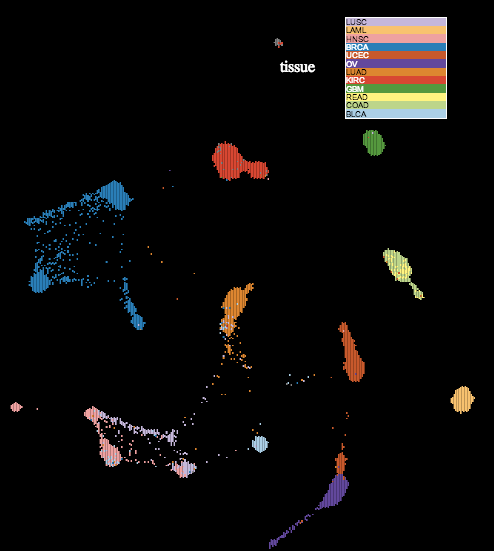 LUSC
LAML
HNSC
BRCA
UCEC
OV
LUAD
KIRC
GBM
READ
COAD
BLCA
tissue